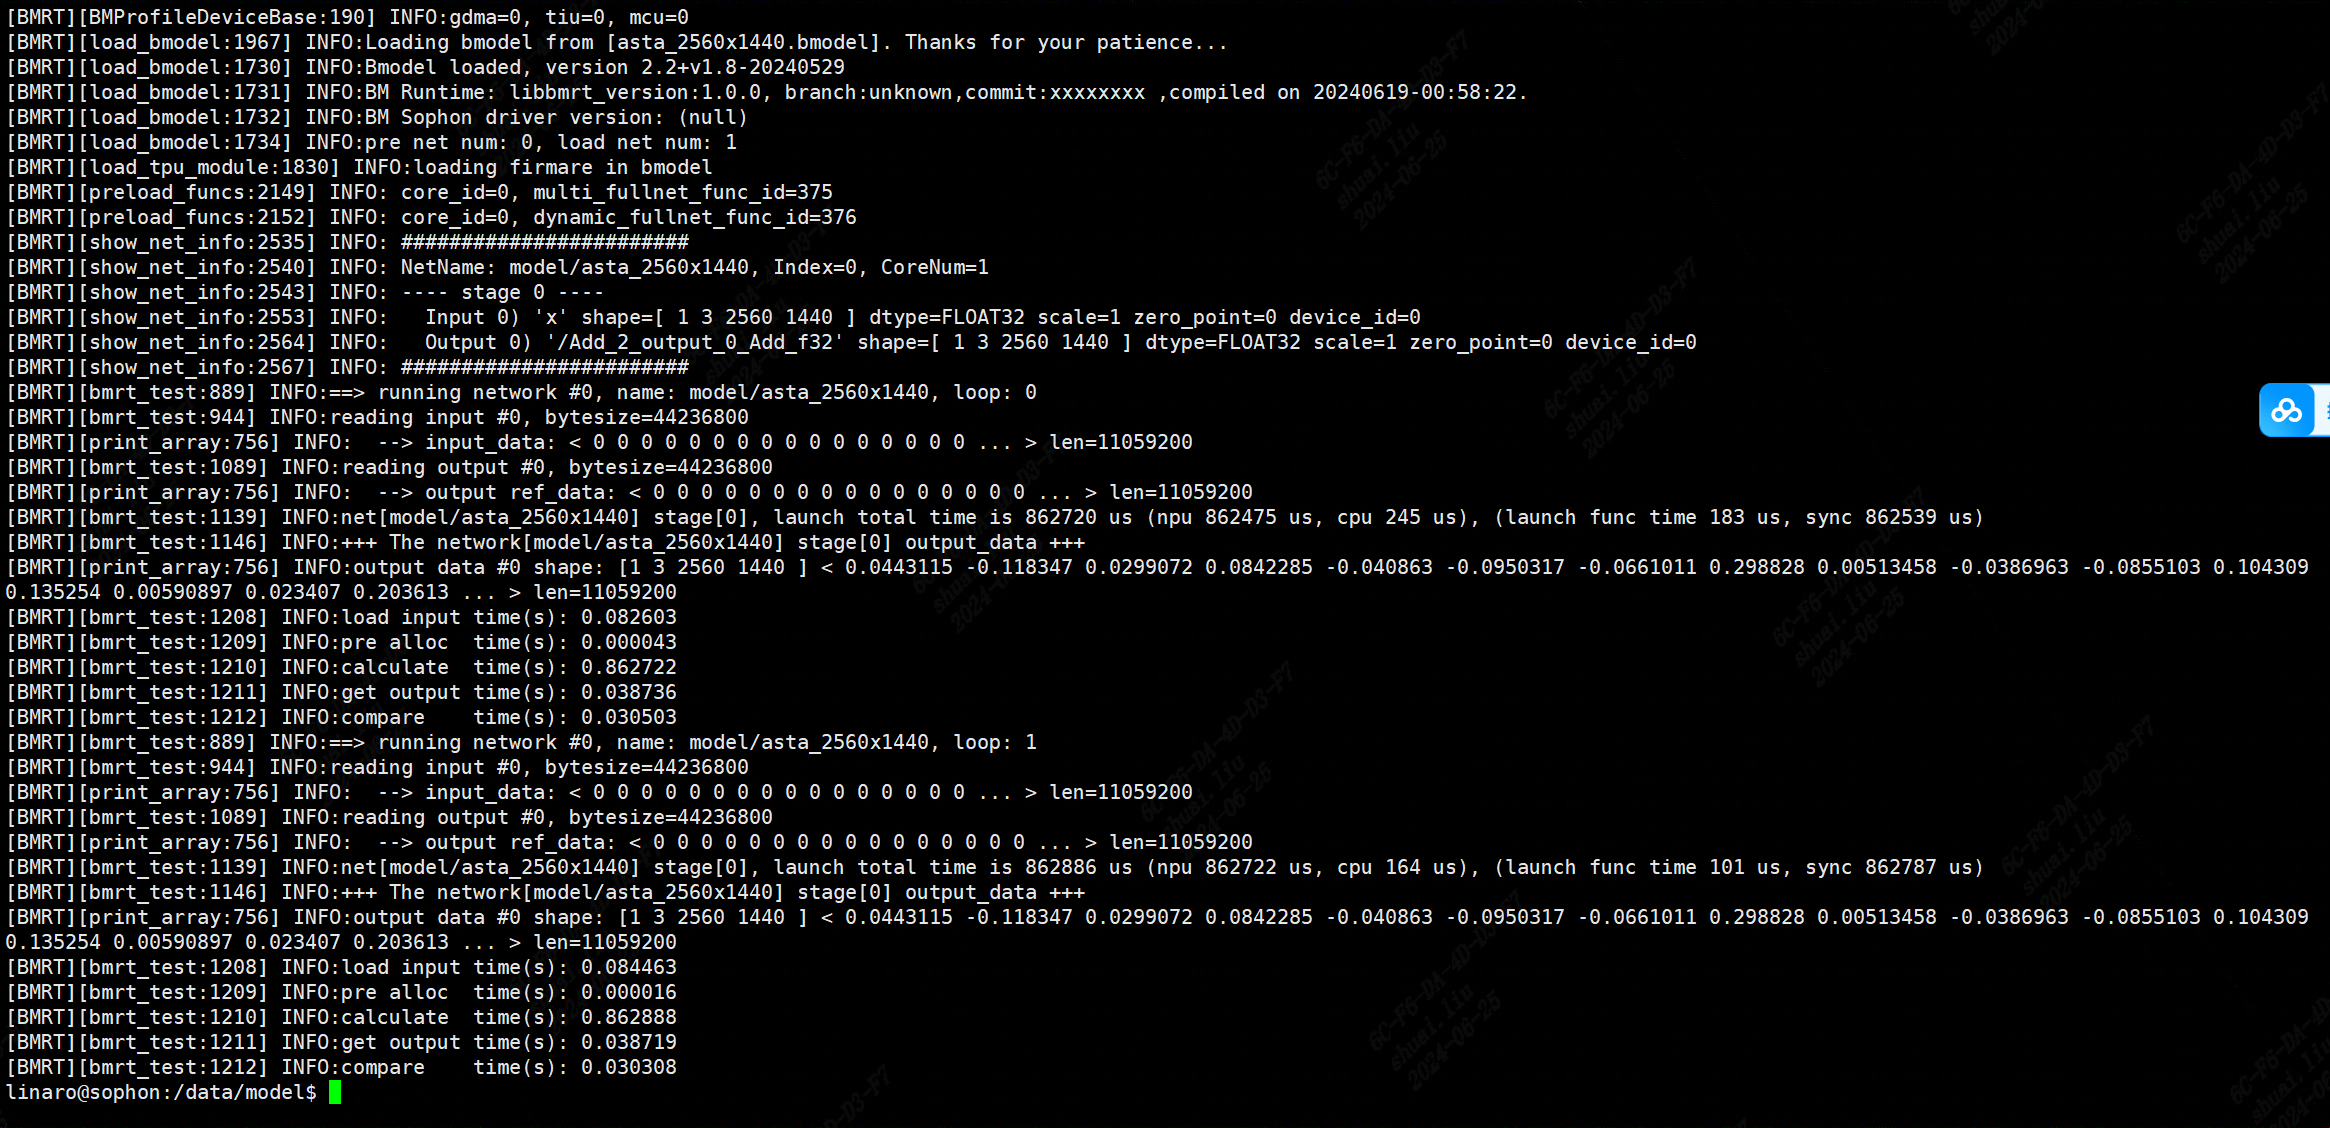 [BMRT][BMProfileDeviceBase:190] INFO:gdma=0, tiu=0, mcu=0
[BMRT][load_bmodel:1967] INFO:Loading bmodel from [asta_2560x1440.bmodel]. Thanks for your patience...
[BMRT][load_bmodel:1730] INFO:Bmodel loaded, version 2.2+v1.8-20240529
[BMRT][load_bmodel:1731] INFO:BM Runtime: libbmrt_version:1.0.0, branch:unknown,commit:xxxxxxxx ,compiled on 20240619-00:58:22.
[BMRT][load_bmodel:1732] INFO:BM Sophon driver version: (null)
[BMRT][load_bmodel:1734] INFO:pre net num: 0, load net num: 1
[BMRT][load_tpu_module:1830] INFO:loading firmare in bmodel
[BMRT][preload_funcs:2149] INFO: core_id=0, multi_fullnet_func_id=375
[BMRT][preload_funcs:2152] INFO: core_id=0, dynamic_fullnet_func_id=376
[BMRT][show_net_info:2535] INFO: ########################
[BMRT][show_net_info:2540] INFO: NetName: model/asta_2560x1440, Index=0, CoreNum=1
[BMRT][show_net_info:2543] INFO: ---- stage 0 ----
[BMRT][show_net_info:2553] INFO:   Input 0) 'x' shape=[ 1 3 2560 1440 ] dtype=FLOAT32 scale=1 zero_point=0 device_id=0
[BMRT][show_net_info:2564] INFO:   Output 0) '/Add_2_output_0_Add_f32' shape=[ 1 3 2560 1440 ] dtype=FLOAT32 scale=1 zero_point=0 device_id=0
[BMRT][show_net_info:2567] INFO: ########################
[BMRT][bmrt_test:889] INFO:==> running network #0, name: model/asta_2560x1440, loop: 0
[BMRT][bmrt_test:944] INFO:reading input #0, bytesize=44236800
[BMRT][print_array:756] INFO:  --> input_data: < 0 0 0 0 0 0 0 0 0 0 0 0 0 0 0 0 ... > len=11059200
[BMRT][bmrt_test:1089] INFO:reading output #0, bytesize=44236800
[BMRT][print_array:756] INFO:  --> output ref_data: < 0 0 0 0 0 0 0 0 0 0 0 0 0 0 0 0 ... > len=11059200
[BMRT][bmrt_test:1139] INFO:net[model/asta_2560x1440] stage[0], launch total time is 862720 us (npu 862475 us, cpu 245 us), (launch func time 183 us, sync 862539 us)
[BMRT][bmrt_test:1146] INFO:+++ The network[model/asta_2560x1440] stage[0] output_data +++
[BMRT][print_array:756] INFO:output data #0 shape: [1 3 2560 1440 ] < 0.0443115 -0.118347 0.0299072 0.0842285 -0.040863 -0.0950317 -0.0661011 0.298828 0.00513458 -0.0386963 -0.0855103 0.104309
0.135254 0.00590897 0.023407 0.203613 ... > len=11059200
[BMRT][bmrt_test:1208] INFO:load input time(s): 0.082603
[BMRT][bmrt_test:1209] INFO:pre alloc  time(s): 0.000043
[BMRT][bmrt_test:1210] INFO:calculate  time(s): 0.862722
[BMRT][bmrt_test:1211] INFO:get output time(s): 0.038736
[BMRT][bmrt_test:1212] INFO:compare    time(s): 0.030503
[BMRT][bmrt_test:889] INFO:==> running network #0, name: model/asta_2560x1440, loop: 1
[BMRT][bmrt_test:944] INFO:reading input #0, bytesize=44236800
[BMRT][print_array:756] INFO:  --> input_data: < 0 0 0 0 0 0 0 0 0 0 0 0 0 0 0 0 ... > len=11059200
[BMRT][bmrt_test:1089] INFO:reading output #0, bytesize=44236800
[BMRT][print_array:756] INFO:  --> output ref_data: < 0 0 0 0 0 0 0 0 0 0 0 0 0 0 0 0 ... > len=11059200
[BMRT][bmrt_test:1139] INFO:net[model/asta_2560x1440] stage[0], launch total time is 862886 us (npu 862722 us, cpu 164 us), (launch func time 101 us, sync 862787 us)
[BMRT][bmrt_test:1146] INFO:+++ The network[model/asta_2560x1440] stage[0] output_data +++
[BMRT][print_array:756] INFO:output data #0 shape: [1 3 2560 1440 ] < 0.0443115 -0.118347 0.0299072 0.0842285 -0.040863 -0.0950317 -0.0661011 0.298828 0.00513458 -0.0386963 -0.0855103 0.104309
0.135254 0.00590897 0.023407 0.203613 ... > len=11059200
[BMRT][bmrt_test:1208] INFO:load input time(s): 0.084463
[BMRT][bmrt_test:1209] INFO:pre alloc  time(s): 0.000016
[BMRT][bmrt_test:1210] INFO:calculate  time(s): 0.862888
[BMRT][bmrt_test:1211] INFO:get output time(s): 0.038719
[BMRT][bmrt_test:1212] INFO:compare    time(s): 0.030308
linaro@sophon:/data/model$
6C-F6-DA-4D-D3-F7
shuai.liu
2024-06-25